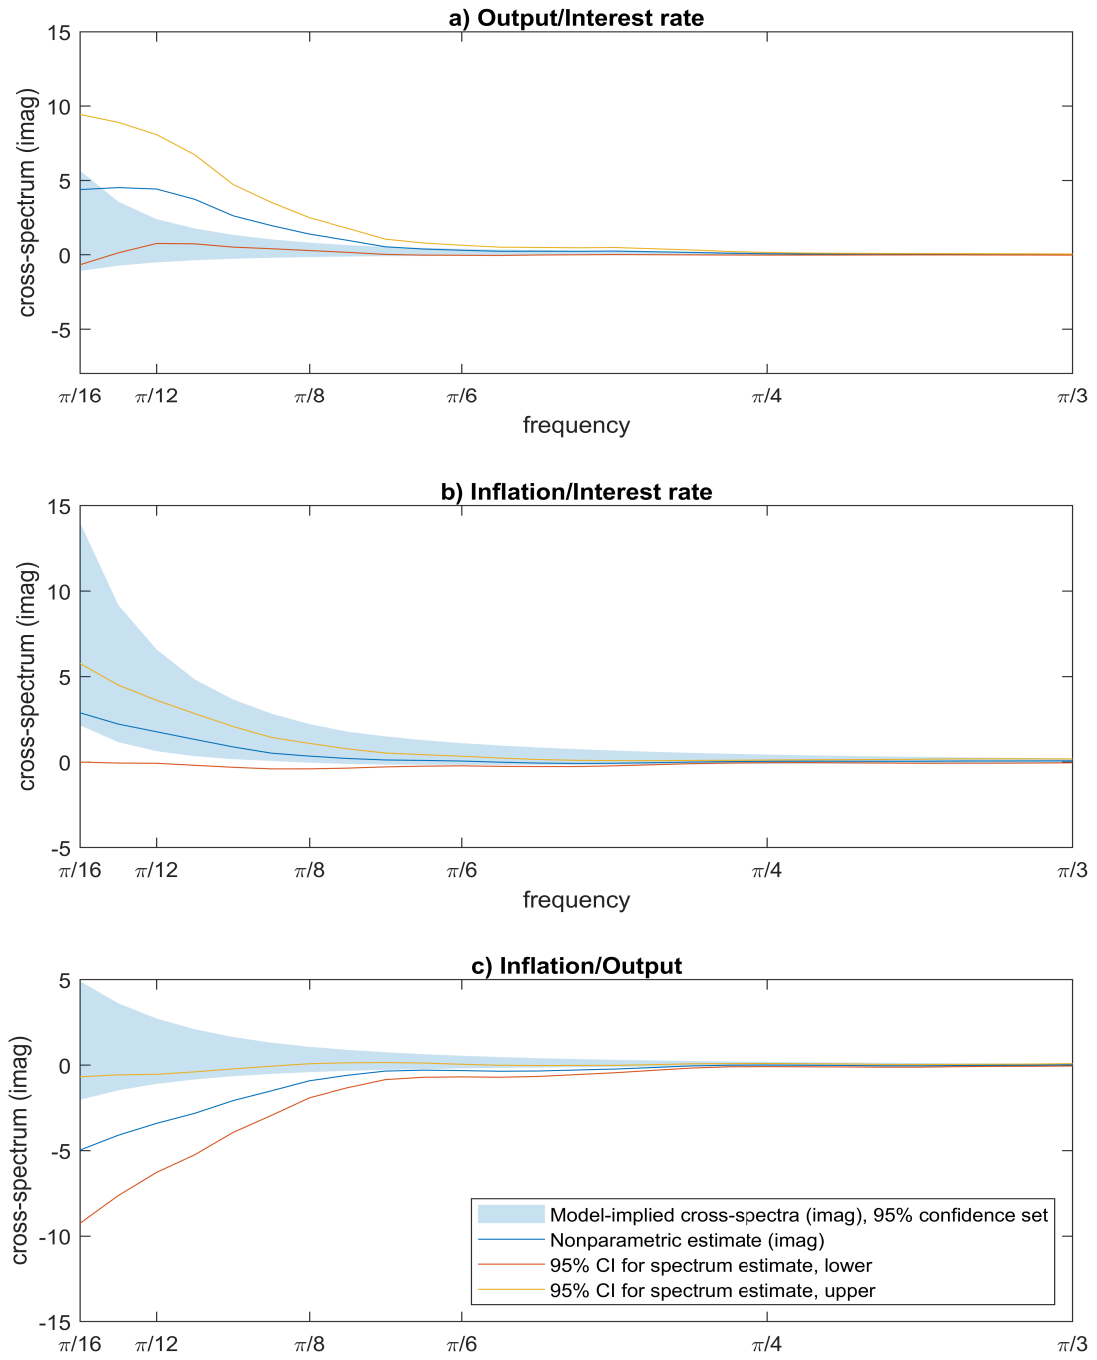 a) Output/Interest rate
15
10
5
0
-5
cross-spectrum (imag)
π/16 π/12 π/8 π/6 π/4 π/3
frequency
b) Inflation/Interest rate
15
10
5
0
-5
cross-spectrum (imag)
π/16 π/12 π/8 π/6 π/4 π/3
frequency
c) Inflation/Output
5
0
-5
-10
-15
cross-spectrum (imag)
Model-implied cross-spectra (imag), 95% confidence set
Nonparametric estimate (imag)
95% CI for spectrum estimate, lower
95% CI for spectrum estimate, upper
π/16 π/12 π/8 π/6 π/4 π/3